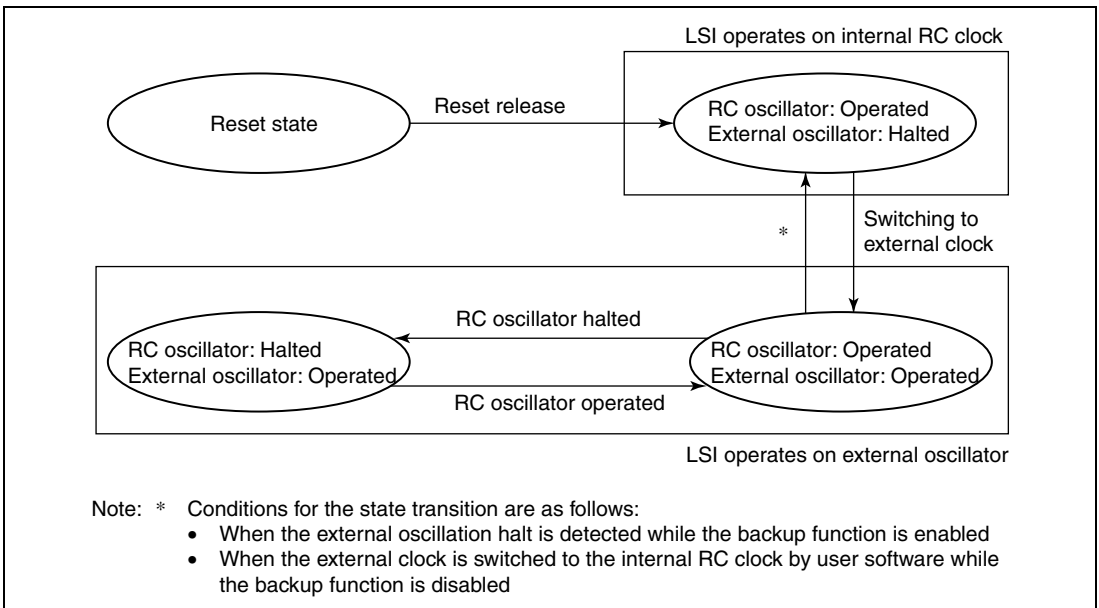 LSI operates on internal RC clock
Reset state
Reset release
RC oscillator: Operated
External oscillator: Halted
*
Switching to
external clock
RC oscillator halted
RC oscillator: Halted
External oscillator: Operated
RC oscillator: Operated
External oscillator: Operated
RC oscillator operated
LSI operates on external oscillator
Note: * Conditions for the state transition are as follows:
• When the external oscillation halt is detected while the backup function is enabled
• When the external clock is switched to the internal RC clock by user software while
the backup function is disabled